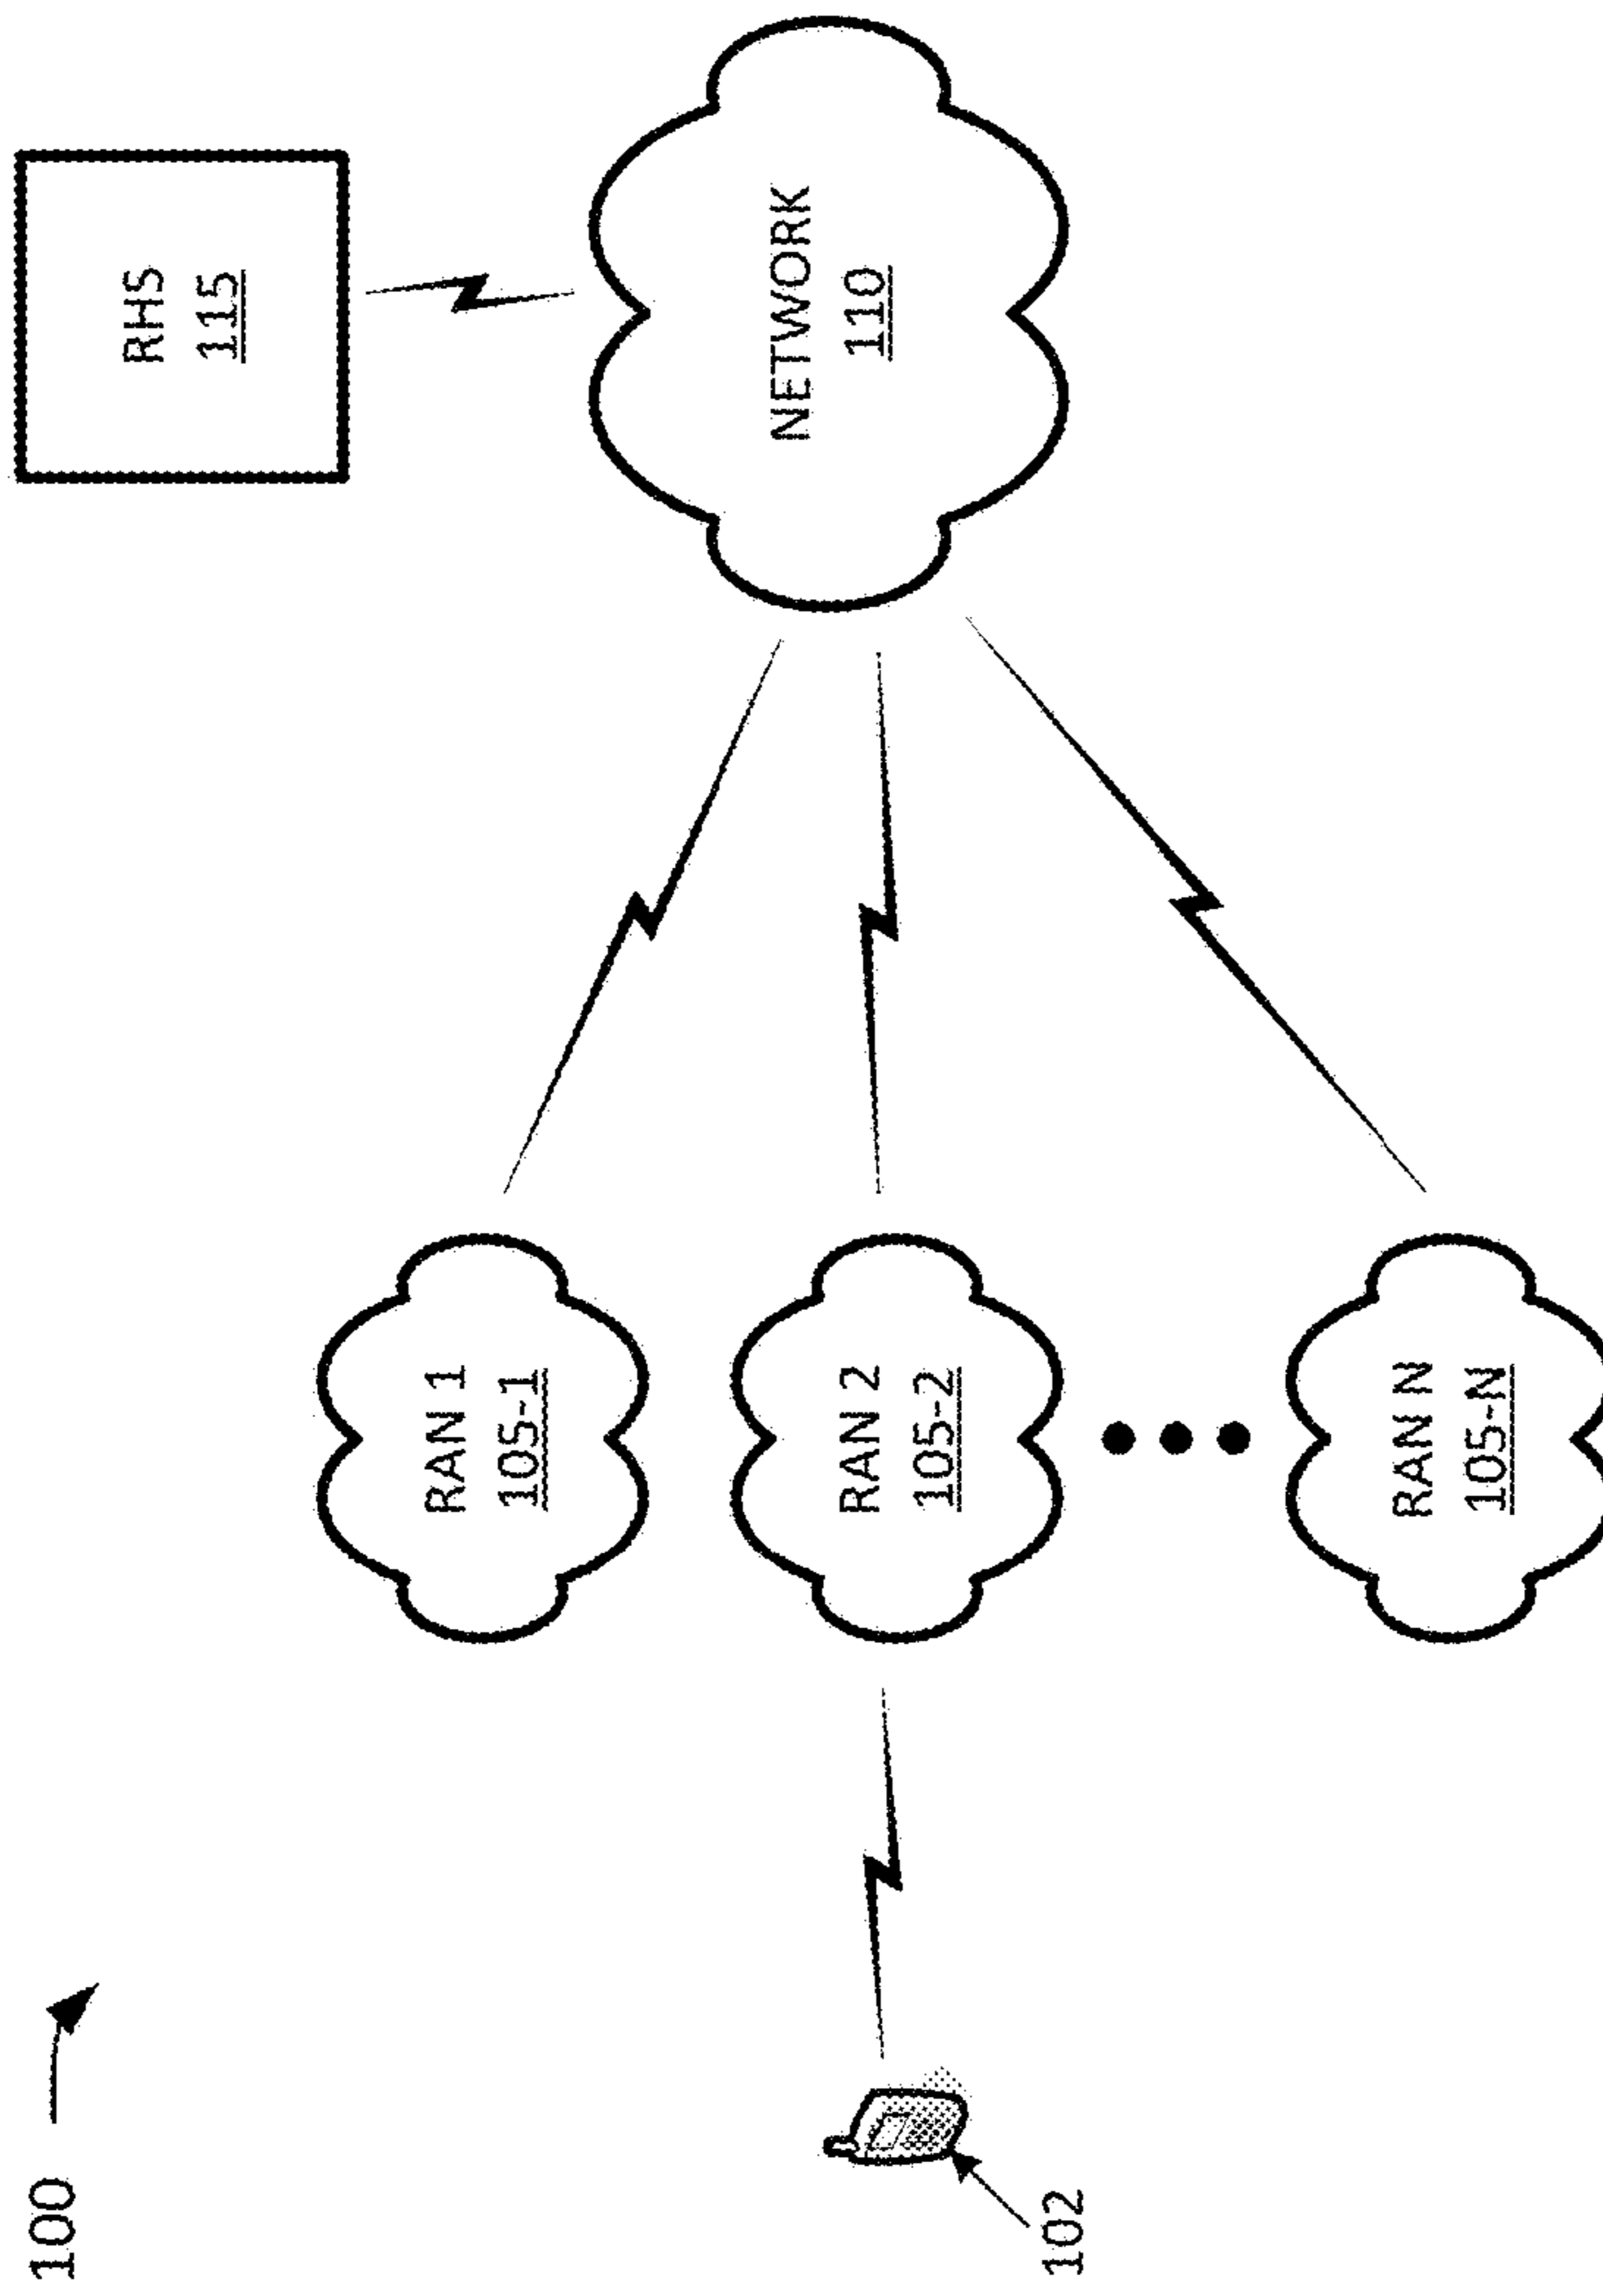 100
RHS
115
NETWORK
110
RAN 1
105-1
RAN 2
105-2
RAN N
105-N
102